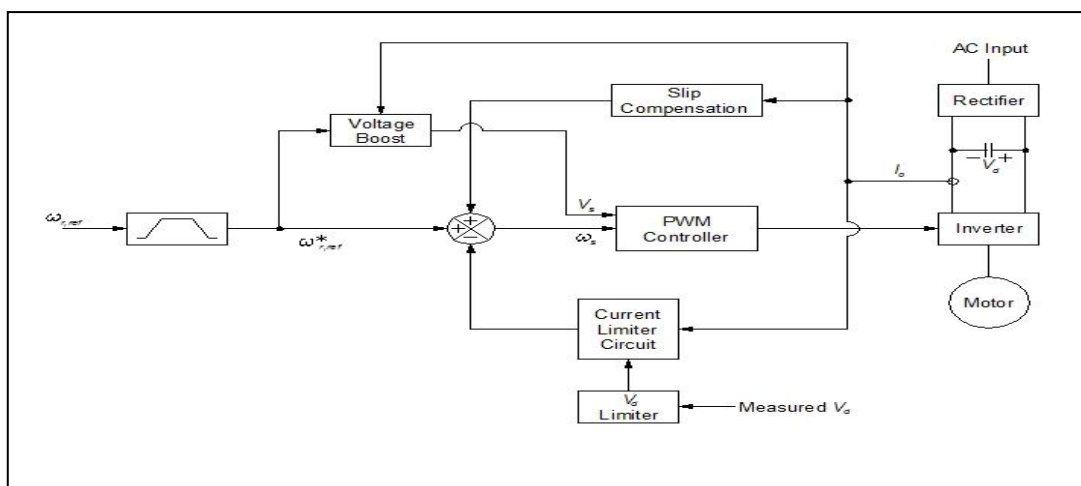 AC Input
Slip
Compensation
Rectifier
Voltage
Boost
− V_d +
I_o
V_s
ω_r,ref
ω*_r,ref
+
+
−
ω_s
PWM
Controller
Inverter
Motor
Current
Limiter
Circuit
V_d
Limiter
Measured V_d